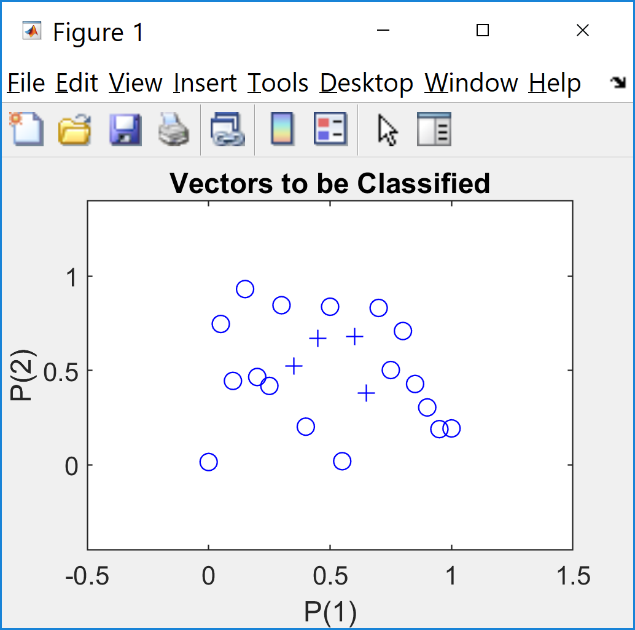 Figure 1
File Edit View Insert Tools Desktop Window Help
Vectors to be Classified
1
0.5
0
P(2)
-0.5 0 0.5 1 1.5
P(1)